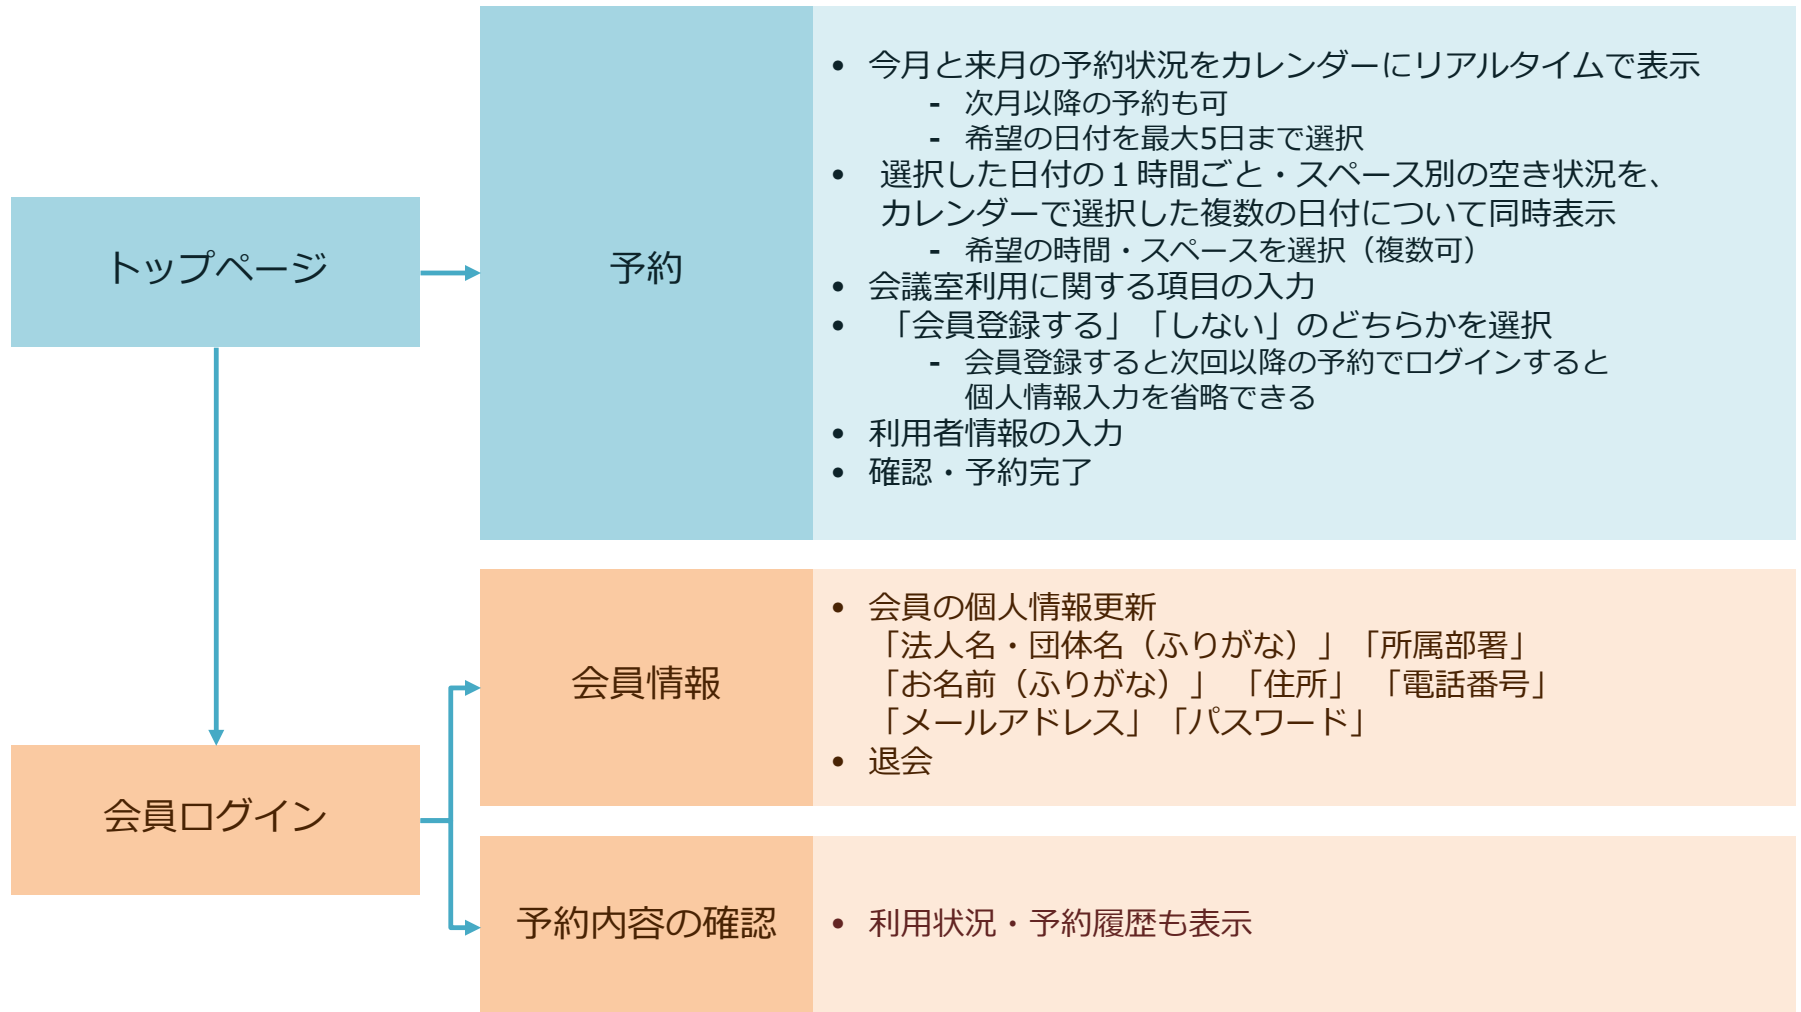 トップページ
予約
• 今月と来月の予約状況をカレンダーにリアルタイムで表示
- 次月以降の予約も可
- 希望の日付を最大5日まで選択
• 選択した日付の１時間ごと・スペース別の空き状況を、
カレンダーで選択した複数の日付について同時表示
- 希望の時間・スペースを選択（複数可）
• 会議室利用に関する項目の入力
• 「会員登録する」「しない」のどちらかを選択
- 会員登録すると次回以降の予約でログインすると
個人情報入力を省略できる
• 利用者情報の入力
• 確認・予約完了
会員ログイン
会員情報
• 会員の個人情報更新
「法人名・団体名（ふりがな）」「所属部署」
「お名前（ふりがな）」 「住所」 「電話番号」
「メールアドレス」「パスワード」
• 退会
予約内容の確認
• 利用状況・予約履歴も表示